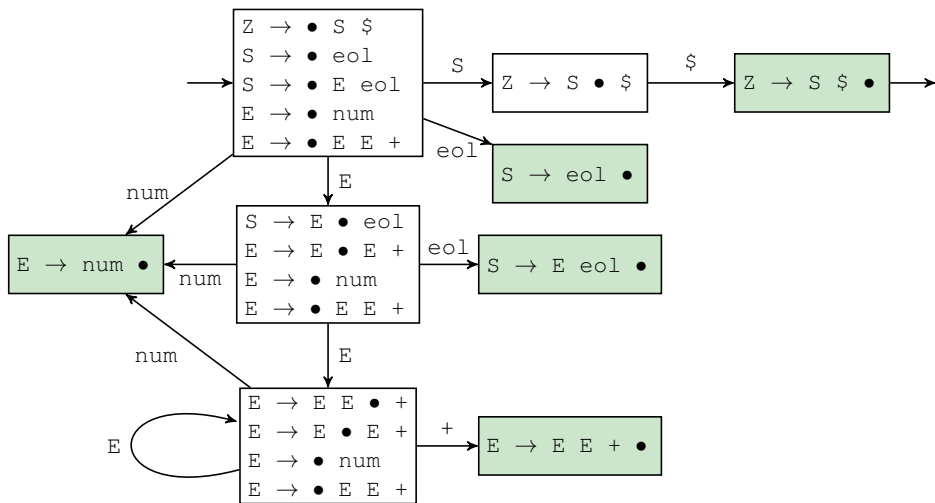 Z → ● S $
S → ● eol
S → ● E eol
E → ● num
E → ● E E +
S
Z → S ● $
$
Z → S $ ●
eol
S → eol ●
num
E
E → num ●
num
S → E ● eol
E → E ● E +
E → ● num
E → ● E E +
eol
S → E eol ●
num
E
E
E → E E ● +
E → E ● E +
E → ● num
E → ● E E +
+
E → E E + ●